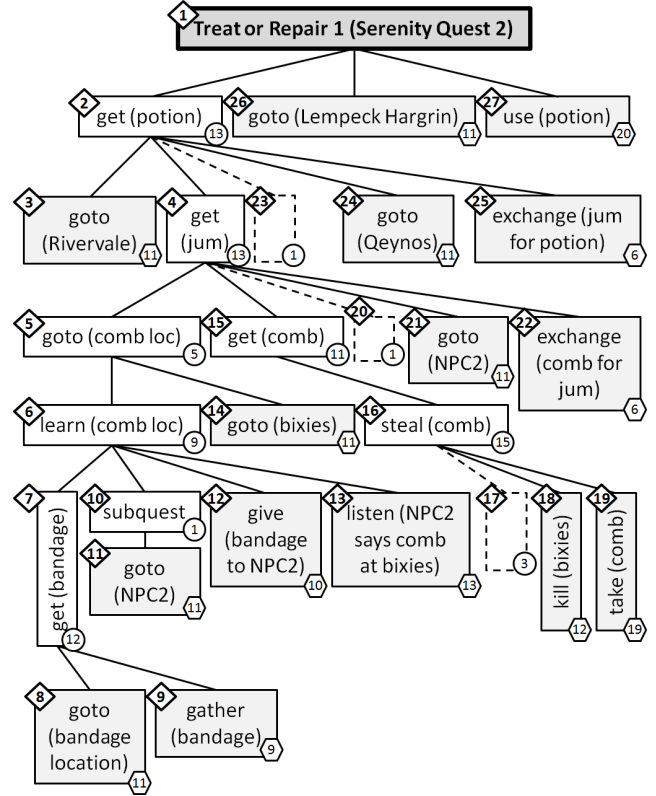 1
Treat or Repair 1 (Serenity Quest 2)
2
get (potion)
13
26
goto (Lempeck Hargrin)
11
27
use (potion)
20
3
goto
(Rivervale)
11
4
get
(jum)
13
23
1
24
goto
(Qeynos)
11
25
exchange (jum
for potion)
6
5
goto (comb loc)
5
15
get (comb)
11
20
1
21
goto
(NPC2)
11
22
exchange
(comb for
jum)
6
6
learn (comb loc)
9
14
goto (bixies)
11
16
steal (comb)
15
7
get (bandage)
12
10
subquest
1
11
goto
(NPC2)
11
12
give
(bandage
to NPC2)
10
13
listen (NPC2
says comb
at bixies)
13
17
3
18
kill (bixies)
12
19
take (comb)
19
8
goto
(bandage
location)
11
9
gather
(bandage)
9